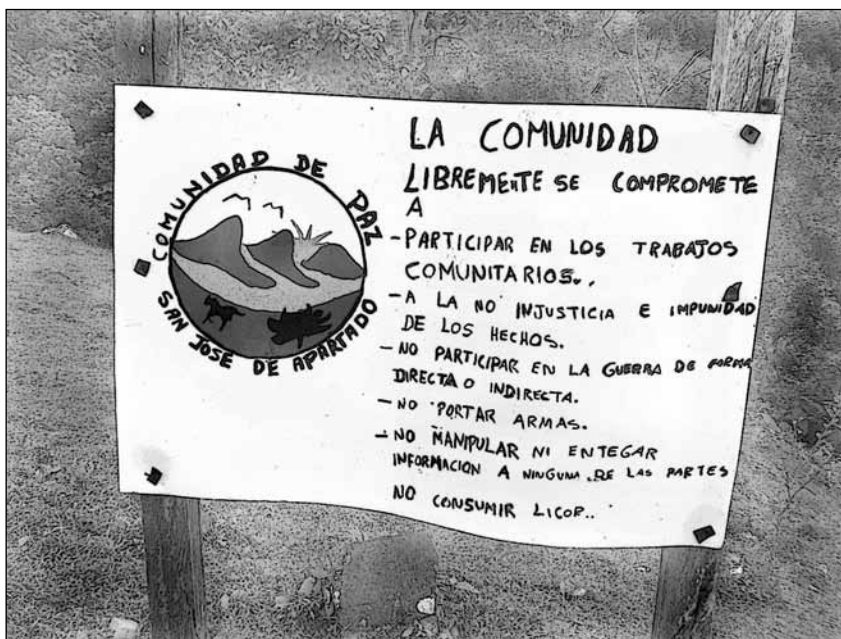 COMUNIDAD DE PAZ
SAN JOSÉ DE APARTADO
LA COMUNIDAD
LIBREMENTE SE COMPROMETE
A
-PARTICIPAR EN LOS TRABAJOS
COMUNITARIOS..
-A LA NO INJUSTICIA E IMPUNIDAD
DE LOS HECHOS.
-NO PARTICIPAR EN LA GUERRA DE FORMA
DIRECTA O INDIRECTA.
-NO PORTAR ARMAS.
-NO MANIPULAR NI ENTEGAR
INFORMACION A NINGUNA DE LAS PARTES
NO CONSUMIR LICOR..